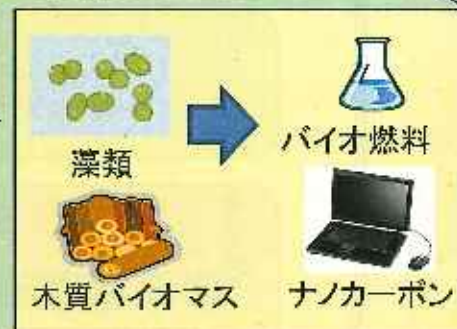 藻類
バイオ燃料
木質バイオマス
ナノカーボン